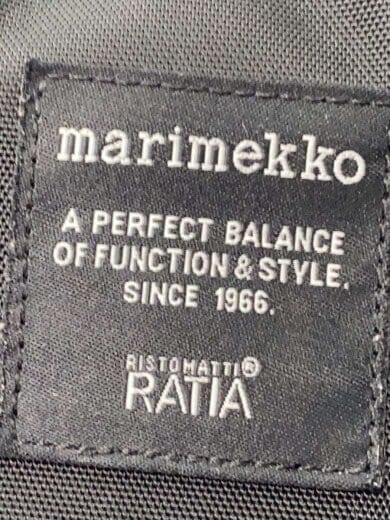 marimekko
A PERFECT BALANCE
OF FUNCTION & STYLE.
SINCE 1966.
RISTOMATTI®
RATIA